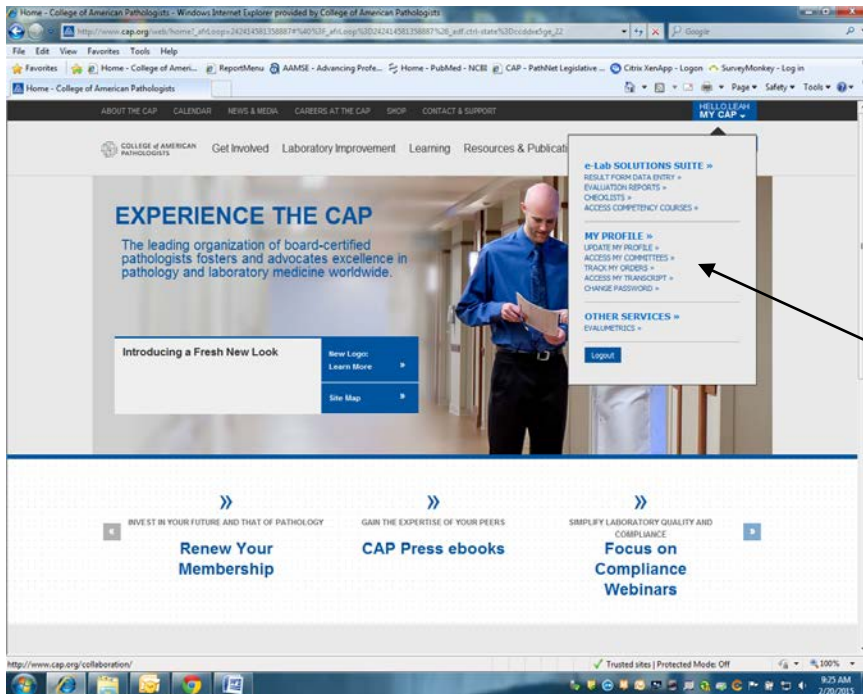 Home - College of American Pathologists - Windows Internet Explorer provided by College of American Pathologists
File Edit View Favorites Tools Help
Favorites Home - College of Ameri... ReportMenu AAMSE - Advancing Profe... Home - PubMed - NCBI CAP - PathNet Legislative ... Citrix XenApp - Logon SurveyMonkey - Log in
Home - College of American Pathologists Page Safety Tools
ABOUT THE CAP CALENDAR NEWS & MEDIA CAREERS AT THE CAP SHOP CONTACT & SUPPORT HELLO,LEAH
MY CAP
COLLEGE of AMERICAN
PATHOLOGISTS
Get Involved Laboratory Improvement Learning Resources & Publicati
e-Lab SOLUTIONS SUITE »
RESULT FORM DATA ENTRY »
EVALUATION REPORTS »
CHECKLISTS »
ACCESS COMPETENCY COURSES »
MY PROFILE »
UPDATE MY PROFILE »
ACCESS MY COMMITTEES »
TRACK MY ORDERS »
ACCESS MY TRANSCRIPT »
CHANGE PASSWORD »
OTHER SERVICES »
EVALUMETRICS »
Logout
EXPERIENCE THE CAP
The leading organization of board-certified
pathologists fosters and advocates excellence in
pathology and laboratory medicine worldwide.
Introducing a Fresh New Look
New Logo:
Learn More »
Site Map »
INVEST IN YOUR FUTURE AND THAT OF PATHOLOGY
Renew Your
Membership
GAIN THE EXPERTISE OF YOUR PEERS
CAP Press ebooks
SIMPLIFY LABORATORY QUALITY AND
COMPLIANCE
Focus on
Compliance
Webinars
http://www.cap.org/collaboration/ Trusted sites | Protected Mode: Off 100%
9:25 AM
2/20/2015